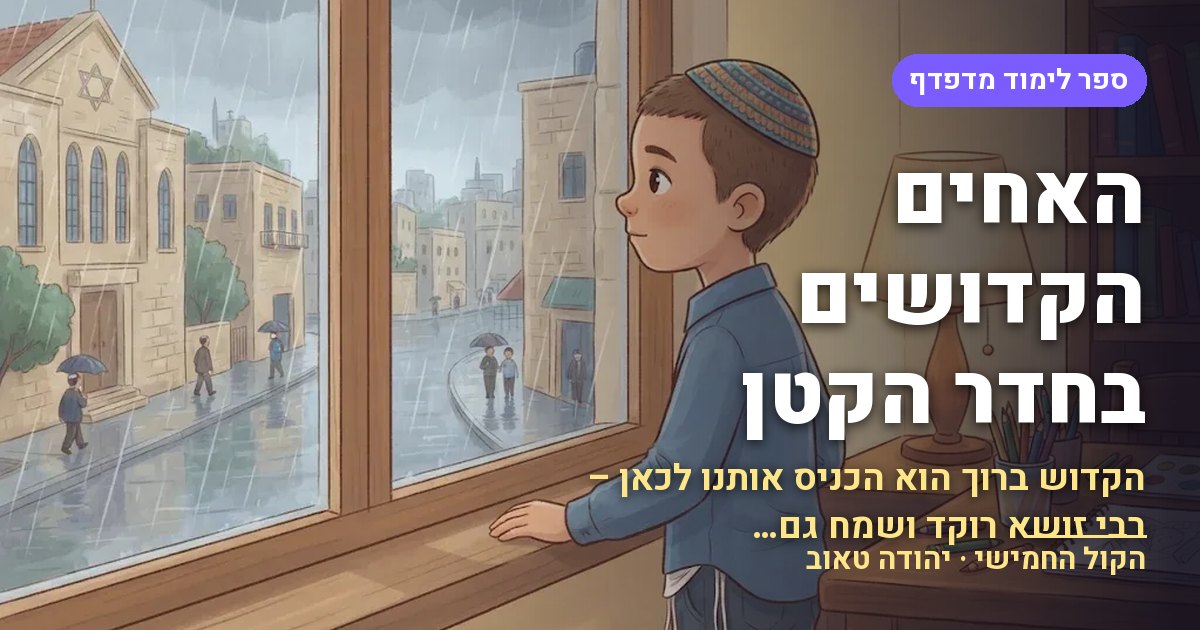 ספר לימוד מדפדף
האחים
הקדושים
בחדר הקטן
הקדוש ברוך הוא הכניס אותנו לכאן –
רבי זושא רוקד ושמח גם...
הקול החמישי · יהודה טאוב